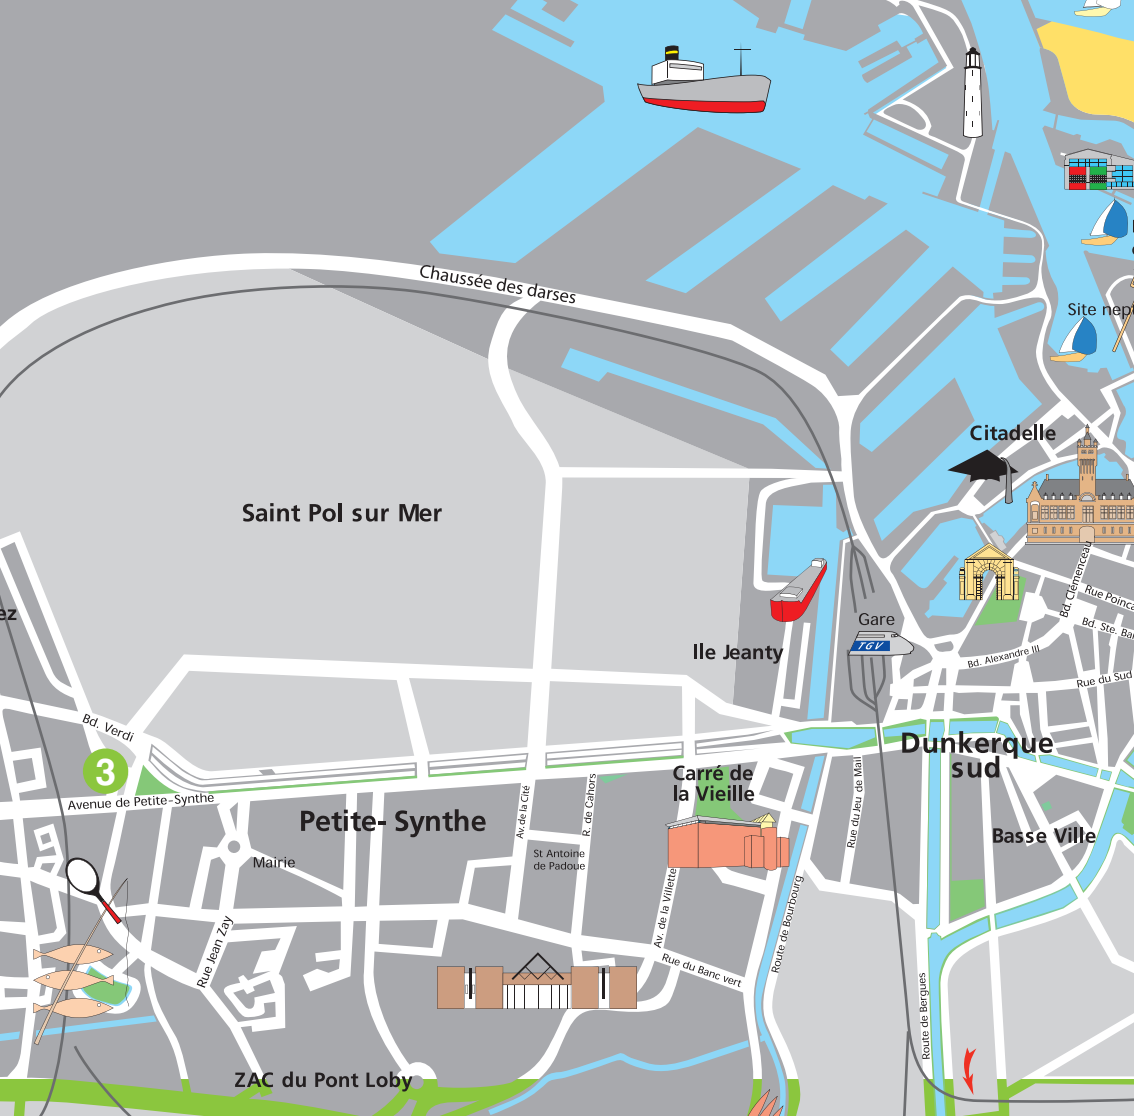 Chaussée des darses
Site nep
Citadelle
Saint Pol sur Mer
Bd. Clémenceau
Rue Poinca
ez
Gare
TGV
Bd. Ste. Ba
Ile Jeanty
Bd. Alexandre III
Rue du Sud
Bd. Verdi
Dunkerque
sud
3
Carré de
la Vieille
Avenue de Petite-Synthe
Petite- Synthe
Av. de la Cité
R. de Cahors
Rue du Jeu de Mail
Basse Ville
Mairie
St Antoine
de Padoue
Av. de la Villette
Route de Bourbourg
Rue Jean Zay
Rue du Banc vert
Route de Bergues
ZAC du Pont Loby